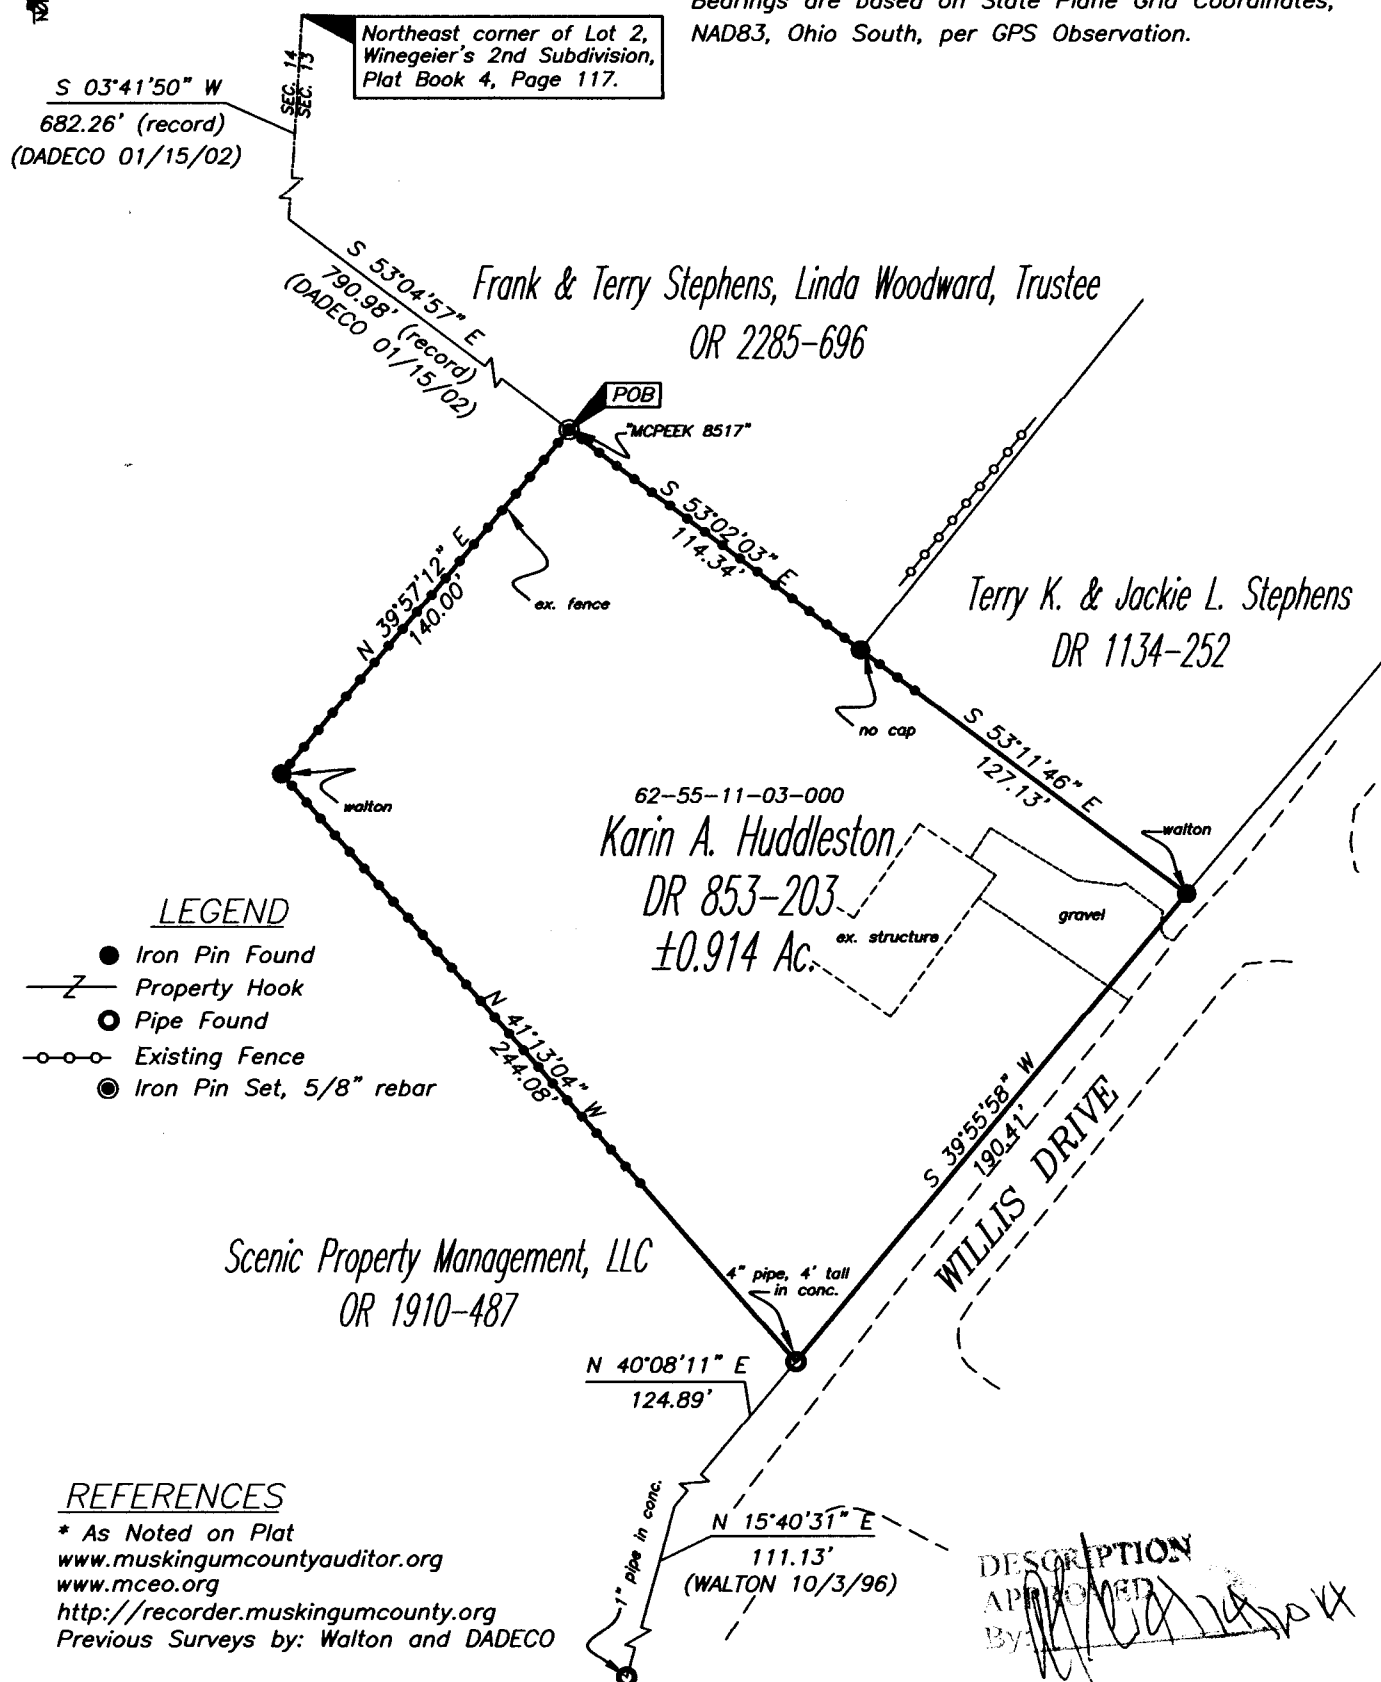 Bearings are based on State Plane Grid Coordinates,
NAD83, Ohio South, per GPS Observation.
Northeast corner of Lot 2,
Winegeier's 2nd Subdivision,
Plat Book 4, Page 117.
SEC. 14
SEC. 13
S 03°41'50" W
682.26' (record)
(DADECO 01/15/02)
S 53°04'57" E
790.98' (record)
(DADECO 01/15/02)
Frank & Terry Stephens, Linda Woodward, Trustee
OR 2285-696
POB
"MCPEEK 8517"
S 53°02'03" E
114.34'
N 39°57'12" E
140.00'
ex. fence
Terry K. & Jackie L. Stephens
DR 1134-252
no cap
S 53°11'46" E
127.13'
walton
walton
62-55-11-03-000
Karin A. Huddleston
DR 853-203
±0.914 Ac.
ex. structure
gravel
LEGEND
Iron Pin Found
Property Hook
Pipe Found
Existing Fence
Iron Pin Set, 5/8" rebar
N 41°13'04" W
244.08'
S 39°55'58" W
190.41'
WILLIS DRIVE
Scenic Property Management, LLC
OR 1910-487
4" pipe, 4' tall
in conc.
N 40°08'11" E
124.89'
1" pipe in conc.
N 15°40'31" E
111.13'
(WALTON 10/3/96)
REFERENCES
* As Noted on Plat
www.muskingumcountyauditor.org
www.mceo.org
http://recorder.muskingumcounty.org
Previous Surveys by: Walton and DADECO
DESCRIPTION
APPROVED
By: